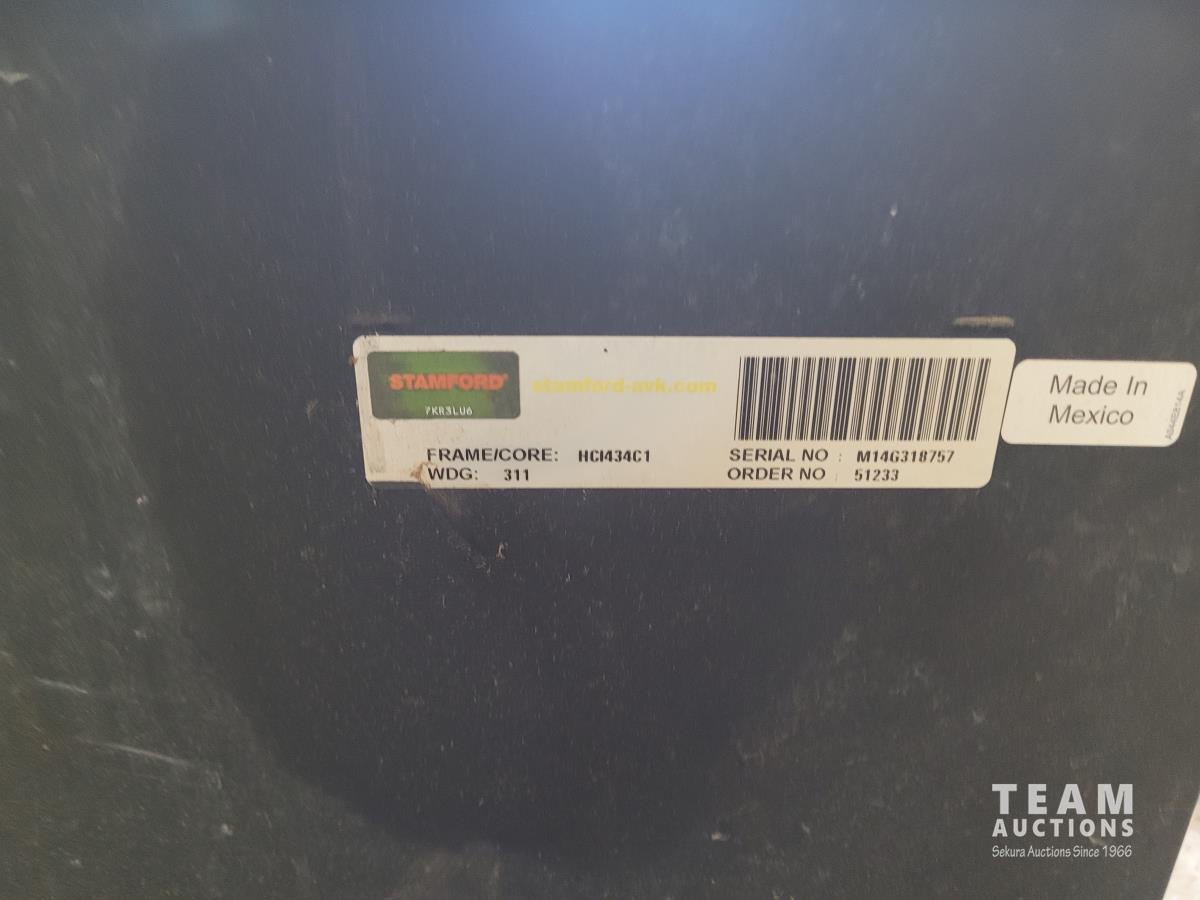 STAMFORD
7KR3LU6
stamford-avk.com
FRAME/CORE: HCI434C1
WDG: 311
SERIAL NO : M14G318757
ORDER NO : 51233
Made In
Mexico
TEAM
AUCTIONS
Sekura Auctions Since 1966